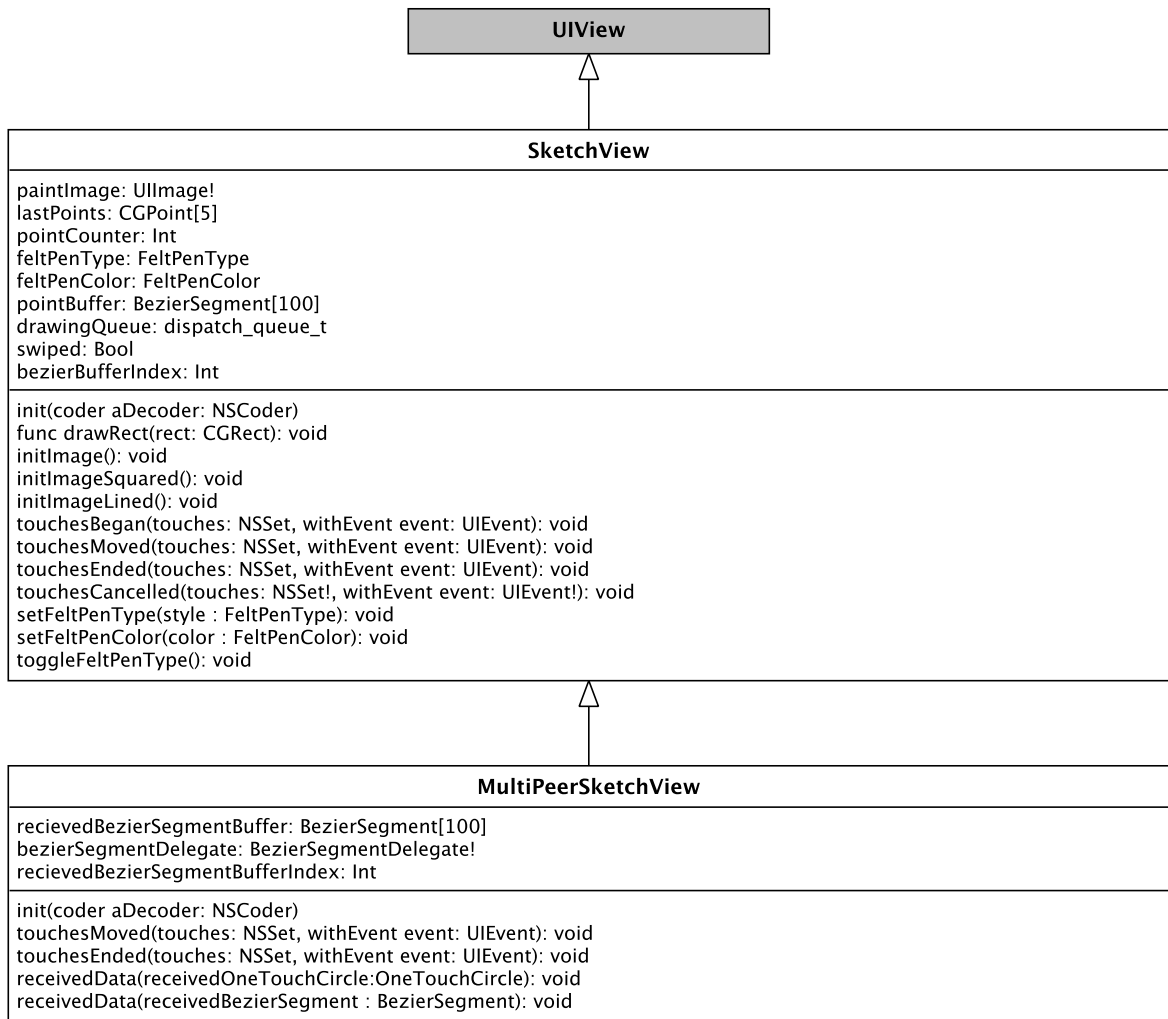 UIView
SketchView
paintImage: UIImage!
lastPoints: CGPoint[5]
pointCounter: Int
feltPenType: FeltPenType
feltPenColor: FeltPenColor
pointBuffer: BezierSegment[100]
drawingQueue: dispatch_queue_t
swiped: Bool
bezierBufferIndex: Int
init(coder aDecoder: NSCoder)
func drawRect(rect: CGRect): void
initImage(): void
initImageSquared(): void
initImageLined(): void
touchesBegan(touches: NSSet, withEvent event: UIEvent): void
touchesMoved(touches: NSSet, withEvent event: UIEvent): void
touchesEnded(touches: NSSet, withEvent event: UIEvent): void
touchesCancelled(touches: NSSet!, withEvent event: UIEvent!): void
setFeltPenType(style : FeltPenType): void
setFeltPenColor(color : FeltPenColor): void
toggleFeltPenType(): void
MultiPeerSketchView
recievedBezierSegmentBuffer: BezierSegment[100]
bezierSegmentDelegate: BezierSegmentDelegate!
recievedBezierSegmentBufferIndex: Int
init(coder aDecoder: NSCoder)
touchesMoved(touches: NSSet, withEvent event: UIEvent): void
touchesEnded(touches: NSSet, withEvent event: UIEvent): void
receivedData(receivedOneTouchCircle:OneTouchCircle): void
receivedData(receivedBezierSegment : BezierSegment): void